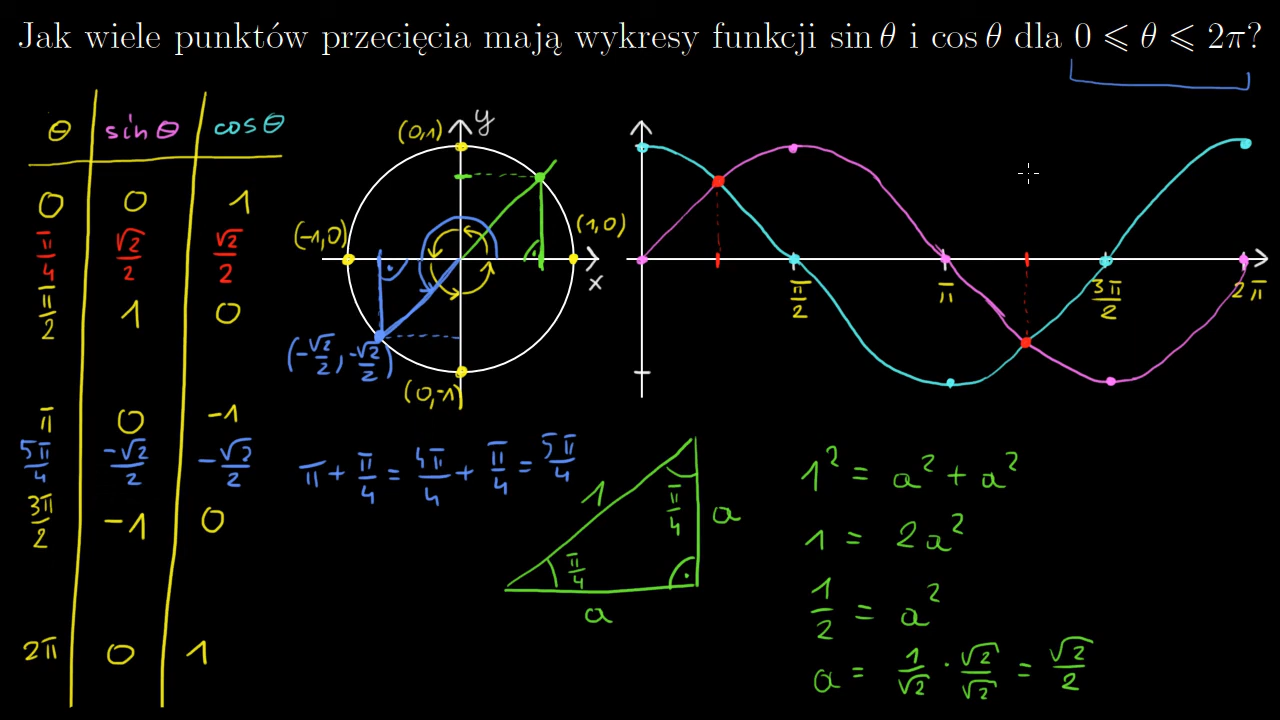 Jak wiele punktów przecięcia mają wykresy funkcji sin θ i cos θ dla 0 ⩽ θ ⩽ 2π?
θ sinθ cosθ
0 0 1
π/4 √2/2 √2/2
π/2 1 0
π 0 -1
5π/4 -√2/2 -√2/2
3π/2 -1 0
2π 0 1
y
(0,1)
(-1,0)
(1,0)
x
(-√2/2, -√2/2)
(0,-1)
π/2 π 3π/2 2π
π + π/4 = 4π/4 + π/4 = 5π/4
1
π/4
a
π/4
a
1² = a² + a²
1 = 2a²
1/2 = a²
a = 1/√2 · √2/√2 = √2/2